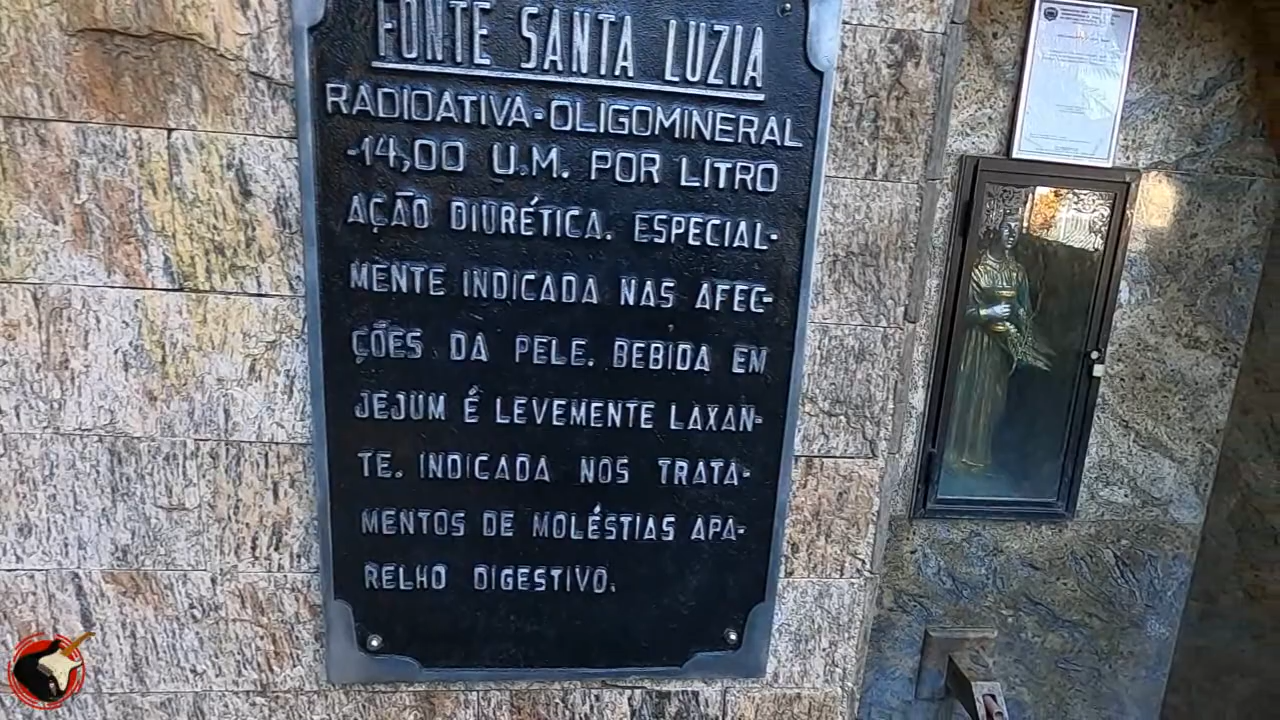 FONTE SANTA LUZIA
RADIOATIVA-OLIGOMINERAL
-14,00 U.M. POR LITRO
AÇÃO DIURÉTICA. ESPECIAL-
MENTE INDICADA NAS AFEC-
ÇÕES DA PELE. BEBIDA EM
JEJUM É LEVEMENTE LAXAN-
TE. INDICADA NOS TRATA-
MENTOS DE MOLÉSTIAS APA-
RELHO DIGESTIVO.